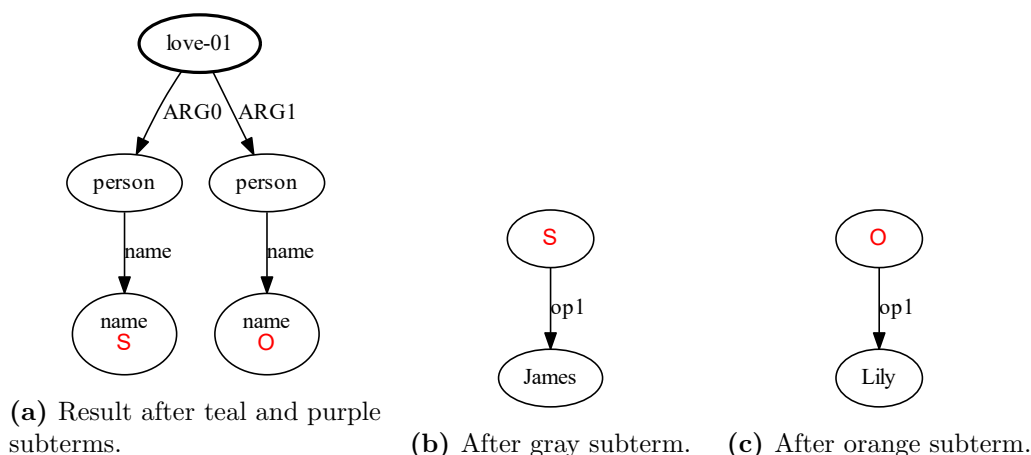 love-01
ARG0 ARG1
person person
name name
name name
S O
(a) Result after teal and purple
subterms.
S
op1
James
(b) After gray subterm.
O
op1
Lily
(c) After orange subterm.